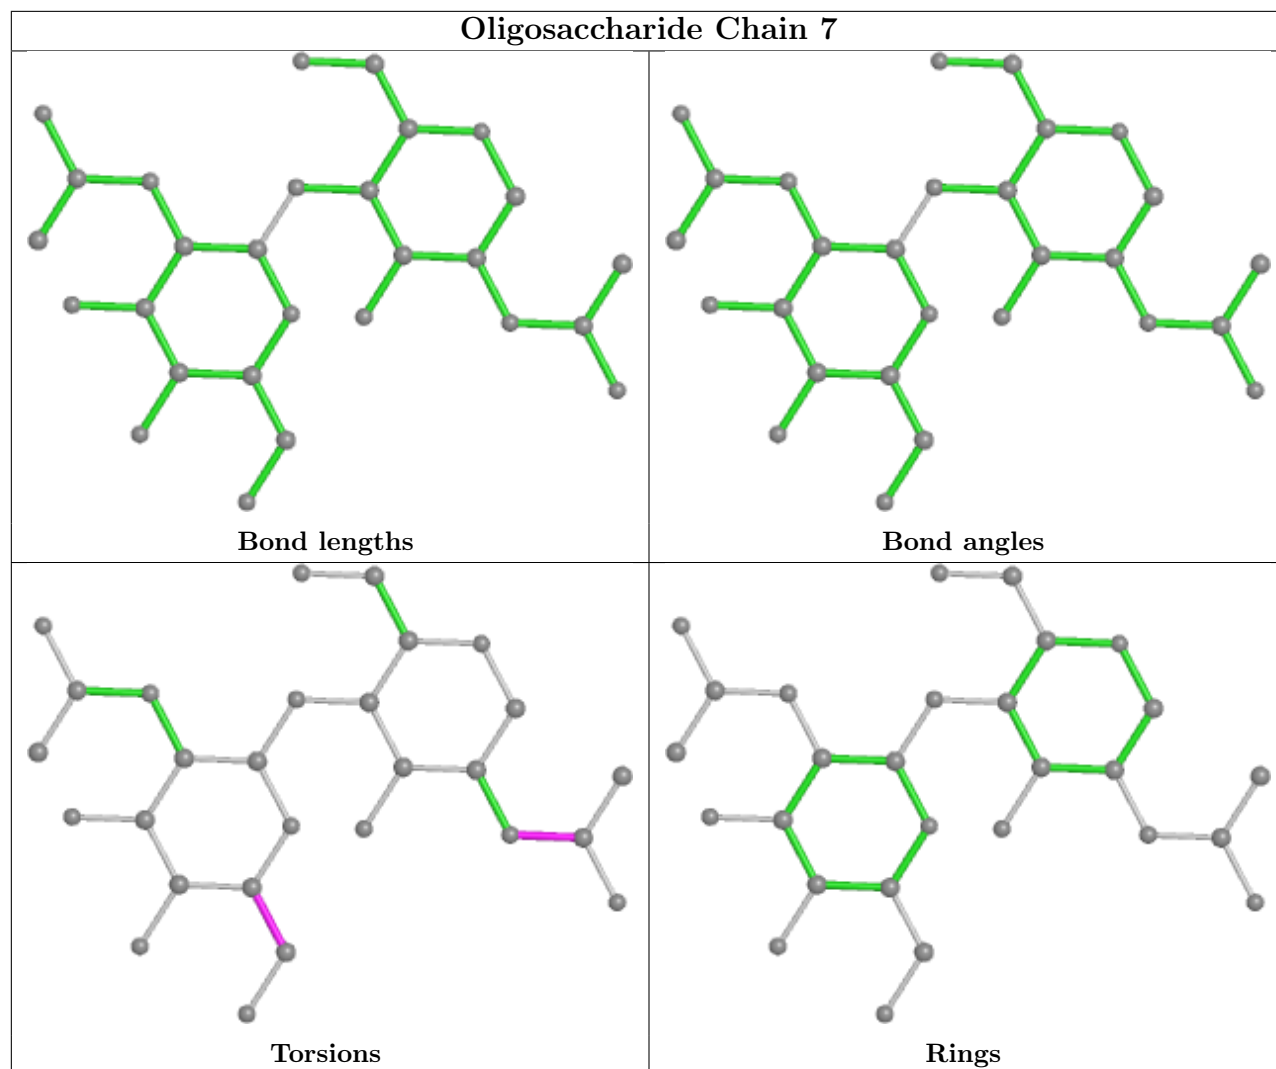 Oligosaccharide Chain 7
Bond lengths
Bond angles
Torsions
Rings